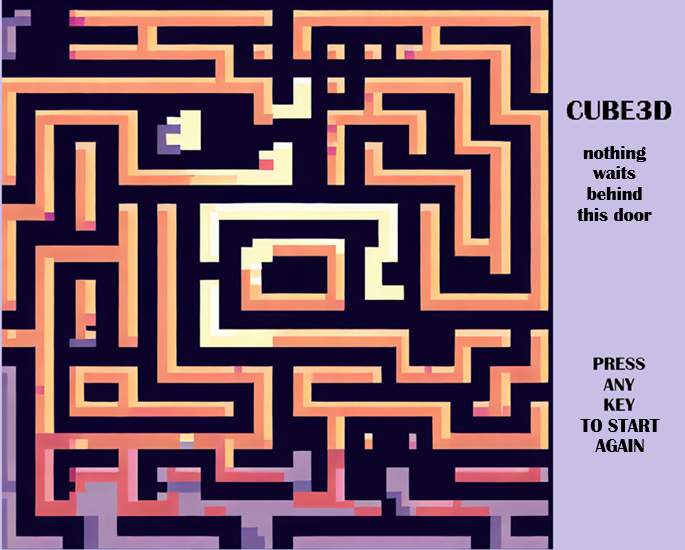 CUBE3D
nothing
waits
behind
this door
PRESS
ANY
KEY
TO START
AGAIN